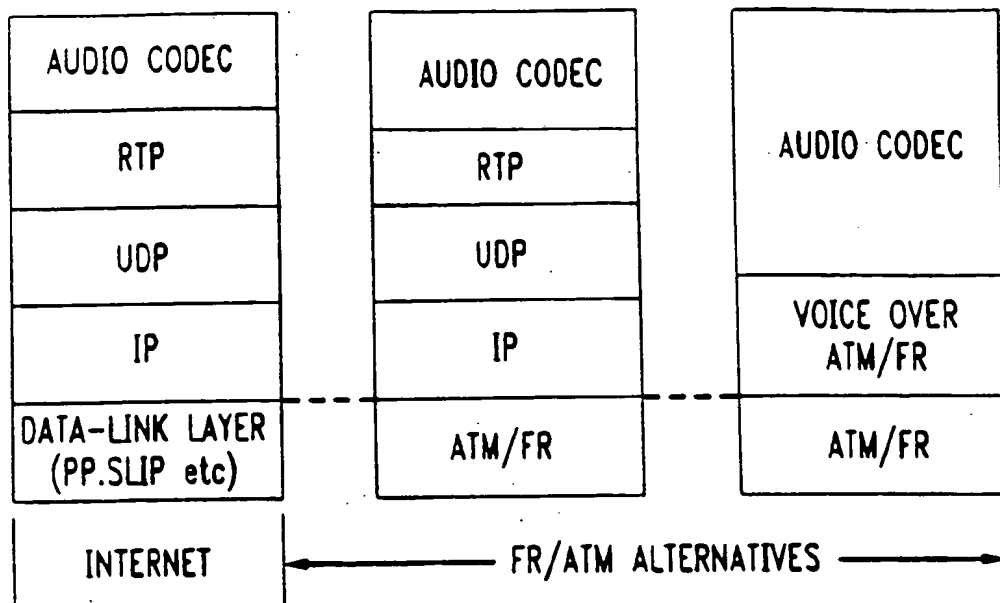 AUDIO CODEC
RTP
UDP
IP
DATA-LINK LAYER
(PP.SLIP etc)
INTERNET
AUDIO CODEC
RTP
UDP
IP
ATM/FR
AUDIO CODEC
VOICE OVER
ATM/FR
ATM/FR
FR/ATM ALTERNATIVES